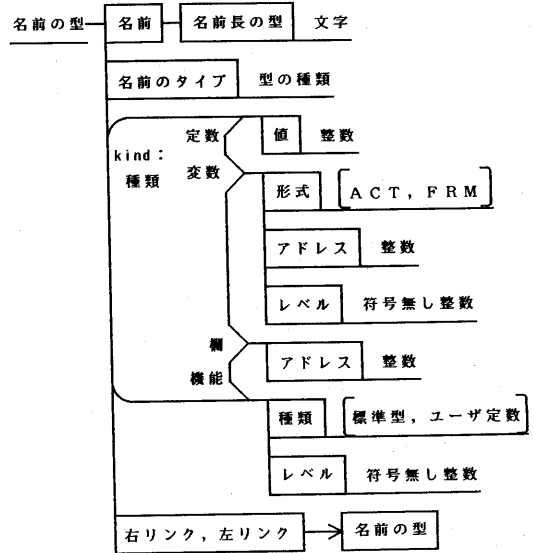 名前の型 名前 名前長の型 文字
名前のタイプ 型の種類
定数 値 整数
kind：
種類
変数
形式 ACT，FRM
アドレス 整数
レベル 符号無し整数
欄
アドレス 整数
機能
種類 標準型，ユーザ定数
レベル 符号無し整数
右リンク，左リンク 名前の型